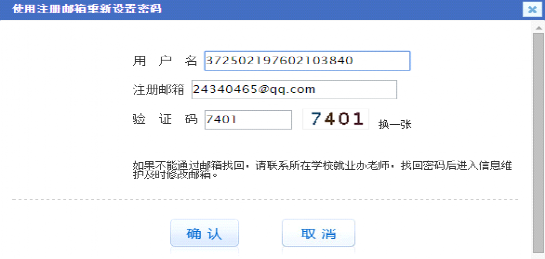 使用注册邮箱重新设置密码
用 户 名 372502197602103840
注册邮箱 24340465@qq.com
验 证 码 7401 7401 换一张
如果不能通过邮箱找回，请联系所在学校就业办老师，找回密码后进入信息维
护及时修改邮箱。
确 认 取 消